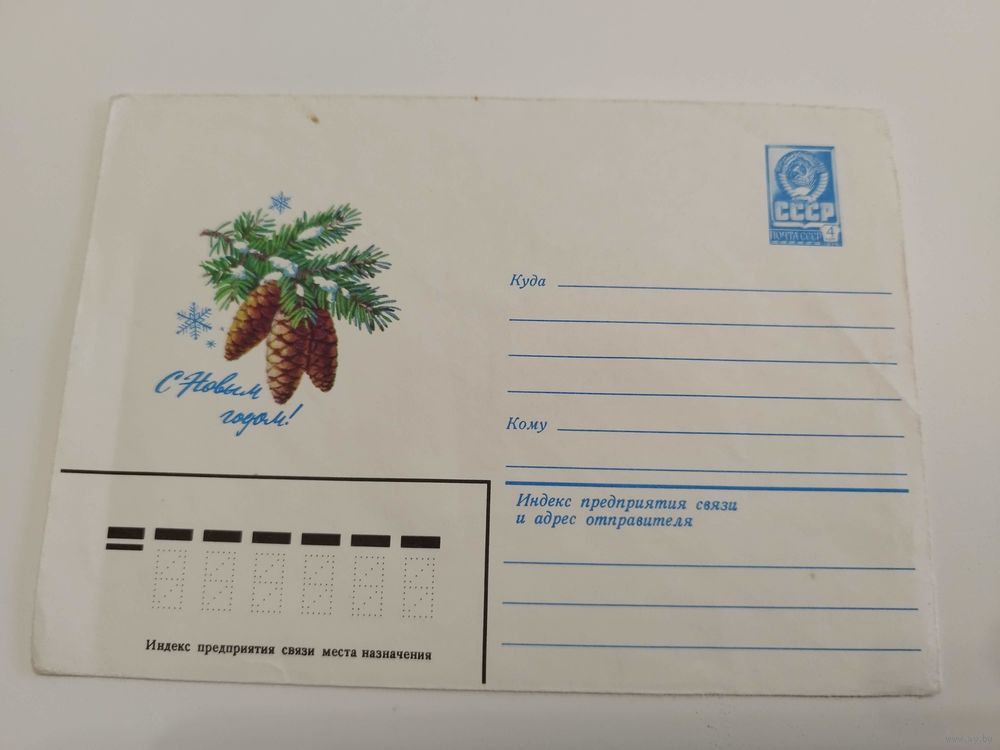 СССР
ПОЧТА СССР 4
С Новым
годом!
Куда
Кому
Индекс предприятия связи
и адрес отправителя
Индекс предприятия связи места назначения